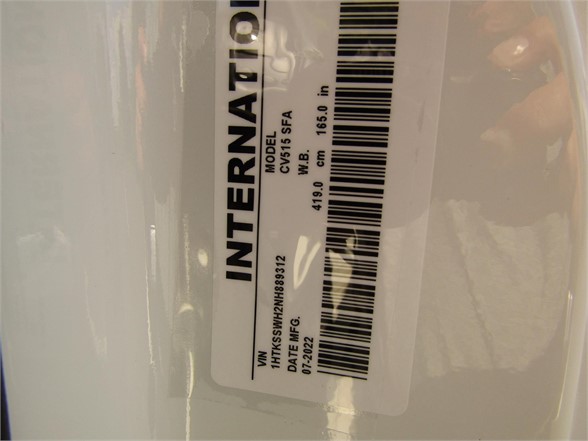 INTERNATIO
VIN MODEL
1HTKSSWH2NH889312 CV515 SFA
DATE MFG. W.B.
07-2022 419.0 cm 165.0 in